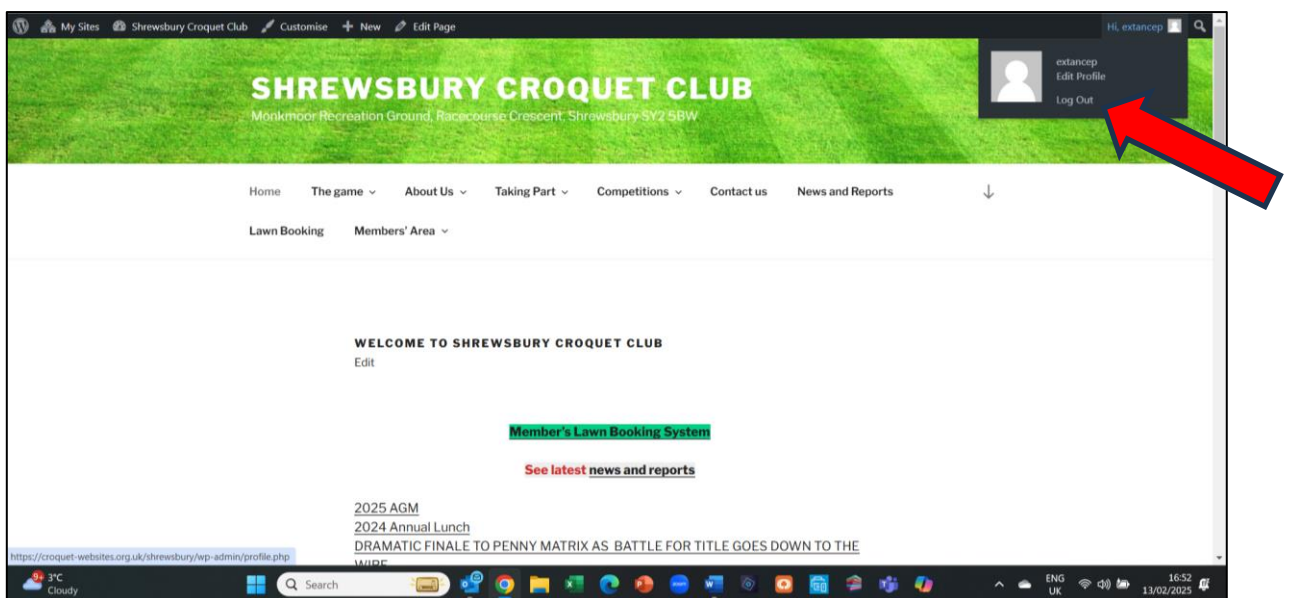 My Sites Shrewsbury Croquet Club Customise + New Edit Page Hi, extancep
extancep
Edit Profile
Log Out
SHREWSBURY CROQUET CLUB
Monkmoor Recreation Ground, Racecourse Crescent, Shrewsbury SY2 5BW
Home The game About Us Taking Part Competitions Contact us News and Reports
Lawn Booking Members' Area
WELCOME TO SHREWSBURY CROQUET CLUB
Edit
Member's Lawn Booking System
See latest news and reports
2025 AGM
2024 Annual Lunch
DRAMATIC FINALE TO PENNY MATRIX AS BATTLE FOR TITLE GOES DOWN TO THE
WIRE
https://croquet-websites.org.uk/shrewsbury/wp-admin/profile.php
9+ 3°C
Cloudy
Search
ENG
UK
16:52
13/02/2025